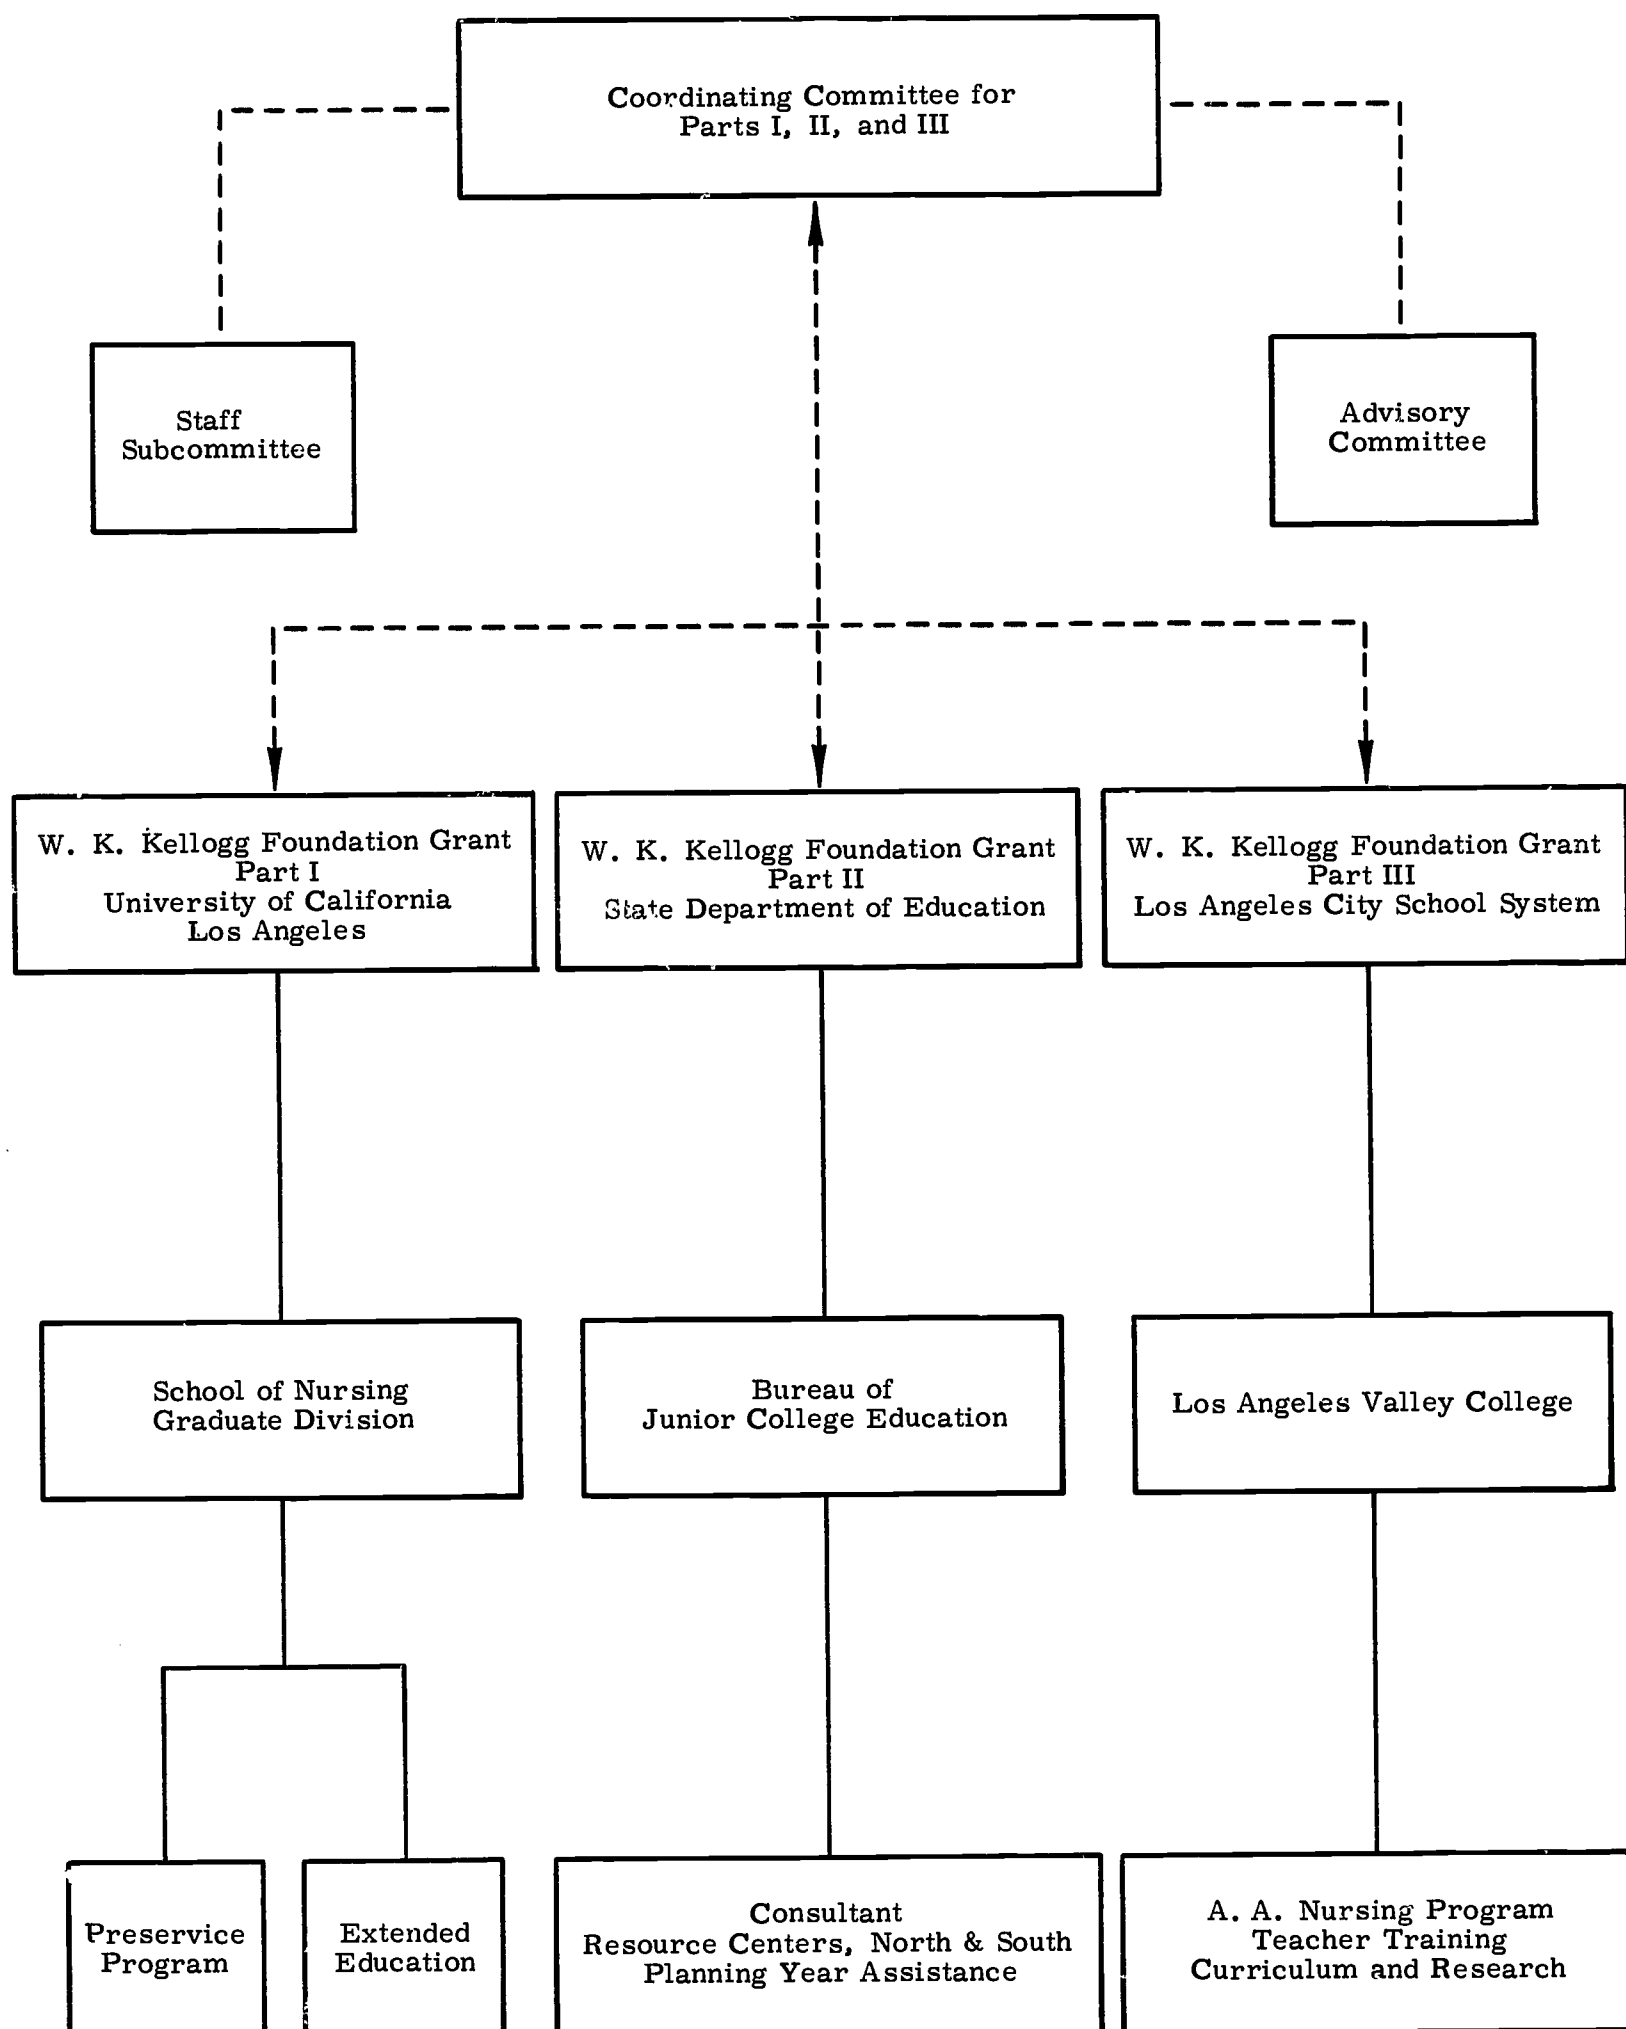 Coordinating Committee for
Parts I, II, and III
Staff
Subcommittee
Advisory
Committee
W. K. Kellogg Foundation Grant
Part I
University of California
Los Angeles
W. K. Kellogg Foundation Grant
Part II
State Department of Education
W. K. Kellogg Foundation Grant
Part III
Los Angeles City School System
School of Nursing
Graduate Division
Bureau of
Junior College Education
Los Angeles Valley College
Preservice
Program
Extended
Education
Consultant
Resource Centers, North & South
Planning Year Assistance
A. A. Nursing Program
Teacher Training
Curriculum and Research